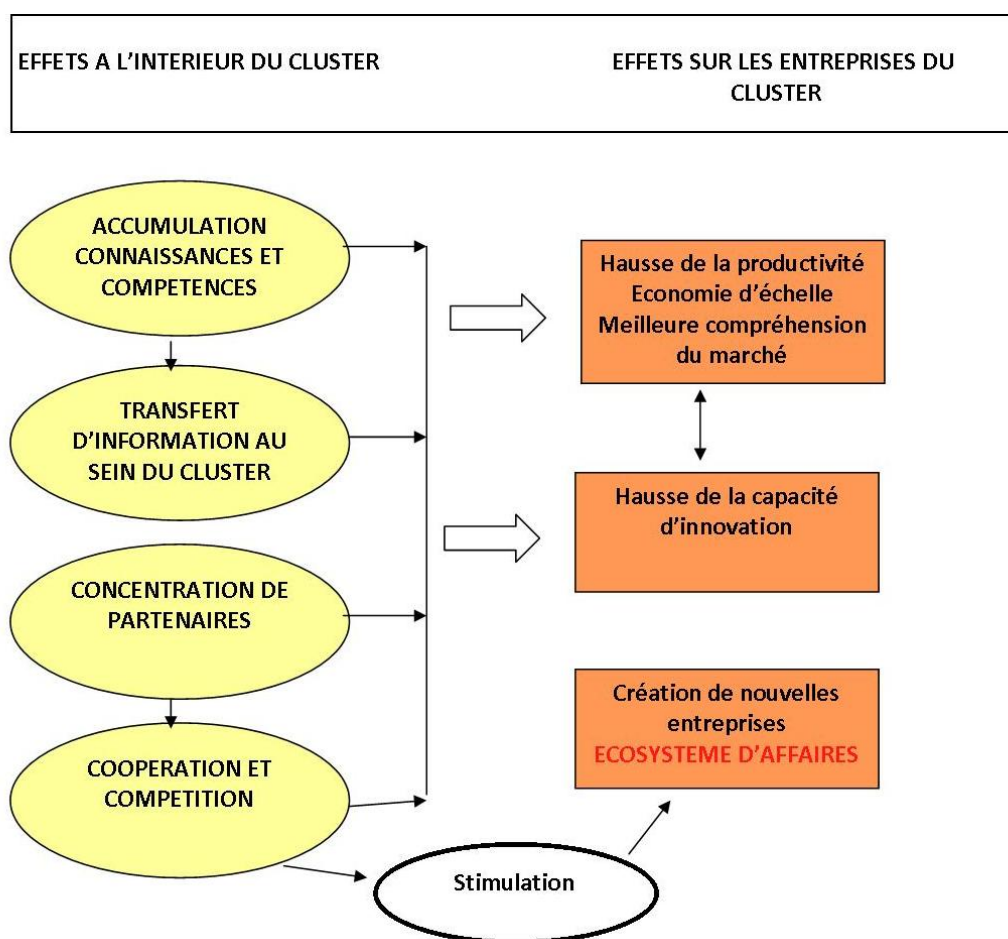 EFFETS A L’INTERIEUR DU CLUSTER
EFFETS SUR LES ENTREPRISES DU
CLUSTER
ACCUMULATION
CONNAISSANCES ET
COMPETENCES
TRANSFERT
D’INFORMATION AU
SEIN DU CLUSTER
CONCENTRATION DE
PARTENAIRES
COOPERATION ET
COMPETITION
Stimulation
Hausse de la productivité
Economie d’échelle
Meilleure compréhension
du marché
Hausse de la capacité
d’innovation
Création de nouvelles
entreprises
ECOSYSTEME D’AFFAIRES